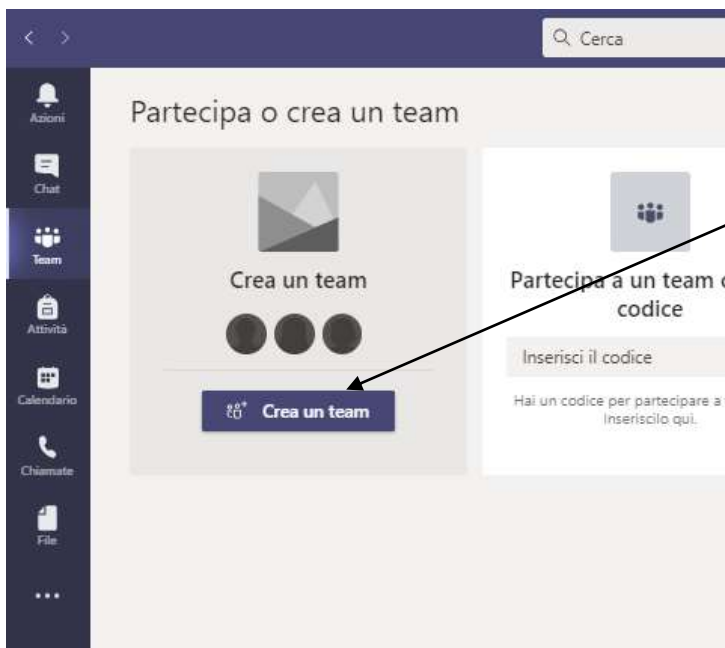 Cerca
Azioni
Chat
Team
Attività
Calendario
Chiamate
File
Partecipa o crea un team
Crea un team
Crea un team
Partecipa a un team
codice
Inserisci il codice
Hai un codice per partecipare a
Inseriscilo qui.